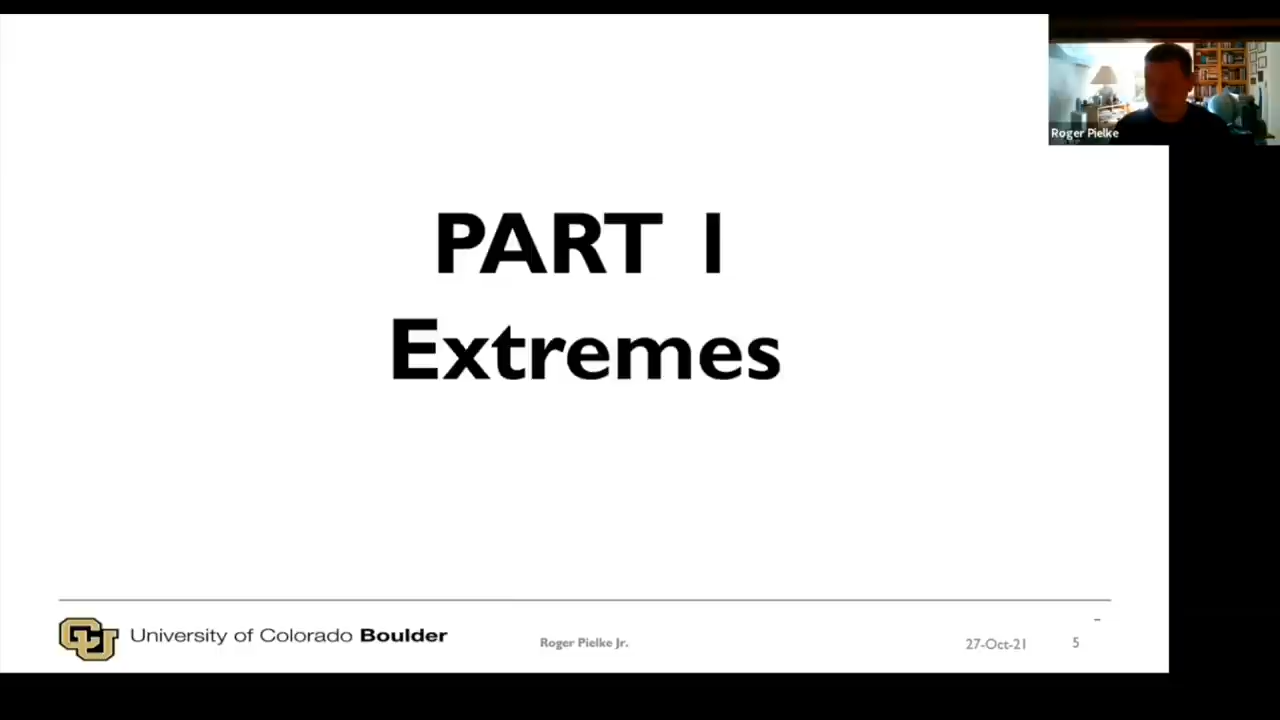 Roger Pielke
PART 1
Extremes
University of Colorado Boulder
Roger Pielke Jr.
27-Oct-21
5